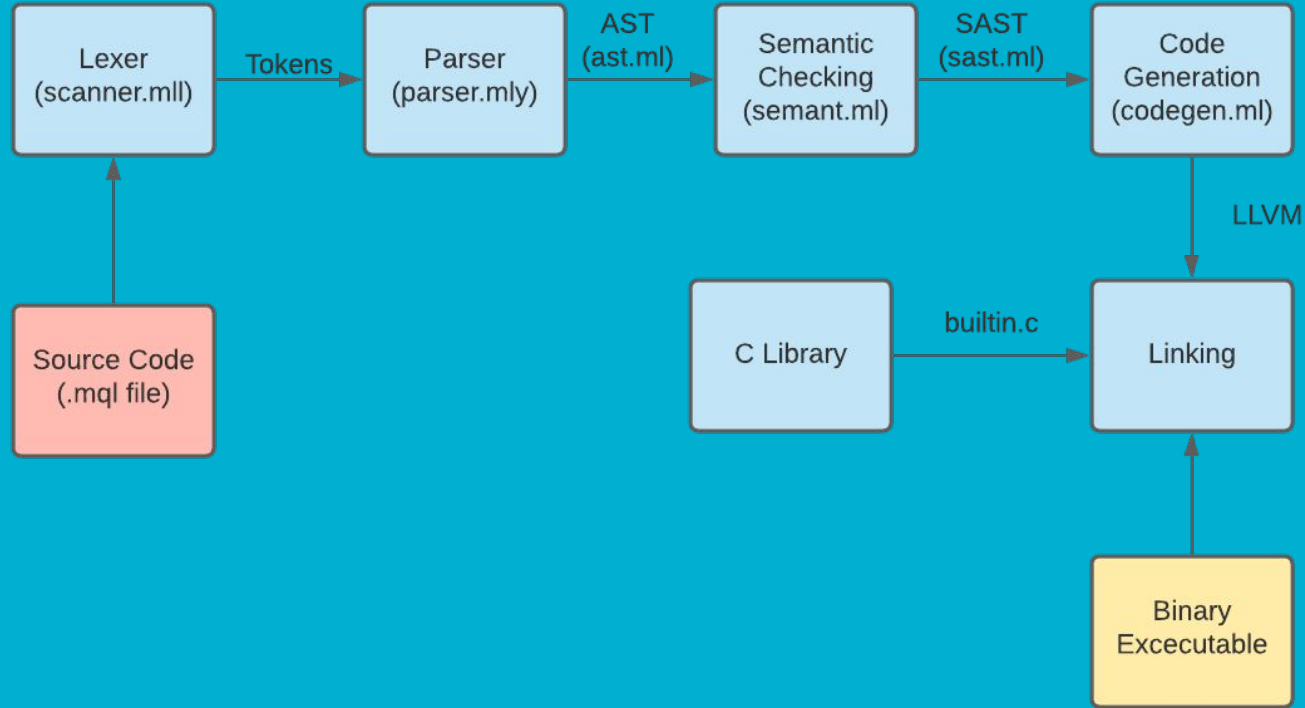 Lexer
(scanner.mll)
Tokens
Parser
(parser.mly)
AST
(ast.ml)
Semantic
Checking
(semant.ml)
SAST
(sast.ml)
Code
Generation
(codegen.ml)
LLVM
Source Code
(.mql file)
C Library
builtin.c
Linking
Binary
Excecutable